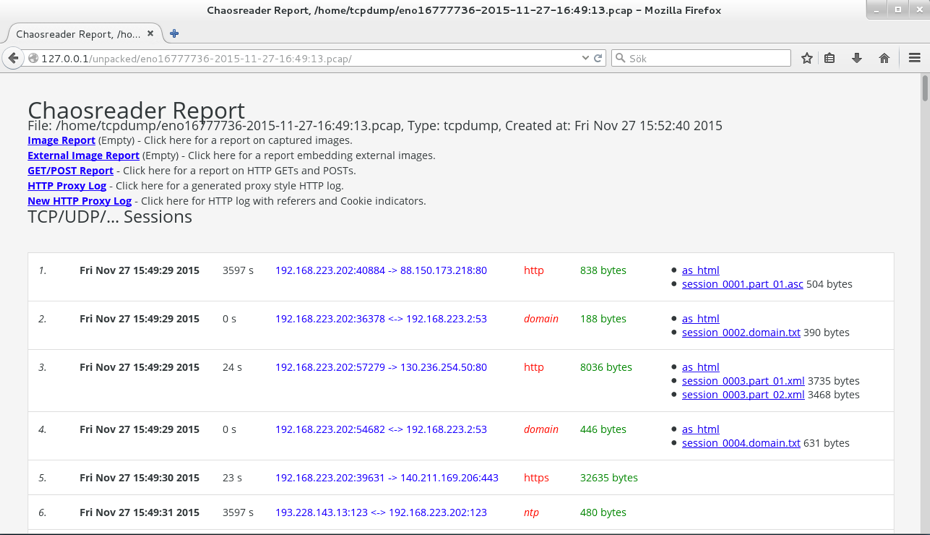 Chaosreader Report, /home/tcpdump/eno16777736-2015-11-27-16:49:13.pcap - Mozilla Firefox
Chaosreader Report, /ho...
127.0.0.1/unpacked/eno16777736-2015-11-27-16:49:13.pcap/
Sök
Chaosreader Report
File: /home/tcpdump/eno16777736-2015-11-27-16:49:13.pcap, Type: tcpdump, Created at: Fri Nov 27 15:52:40 2015
Image Report (Empty) - Click here for a report on captured images.
External Image Report (Empty) - Click here for a report embedding external images.
GET/POST Report - Click here for a report on HTTP GETs and POSTs.
HTTP Proxy Log - Click here for a generated proxy style HTTP log.
New HTTP Proxy Log - Click here for HTTP log with referers and Cookie indicators.
TCP/UDP/... Sessions
1. Fri Nov 27 15:49:29 2015 3597 s 192.168.223.202:40884 -> 88.150.173.218:80 http 838 bytes • as_html
• session_0001.part_01.asc 504 bytes
2. Fri Nov 27 15:49:29 2015 0 s 192.168.223.202:36378 <-> 192.168.223.2:53 domain 188 bytes • as_html
• session_0002.domain.txt 390 bytes
3. Fri Nov 27 15:49:29 2015 24 s 192.168.223.202:57279 -> 130.236.254.50:80 http 8036 bytes • as_html
• session_0003.part_01.xml 3735 bytes
• session_0003.part_02.xml 3468 bytes
4. Fri Nov 27 15:49:29 2015 0 s 192.168.223.202:54682 <-> 192.168.223.2:53 domain 446 bytes • as_html
• session_0004.domain.txt 631 bytes
5. Fri Nov 27 15:49:30 2015 23 s 192.168.223.202:39631 -> 140.211.169.206:443 https 32635 bytes
6. Fri Nov 27 15:49:31 2015 3597 s 193.228.143.13:123 <-> 192.168.223.202:123 ntp 480 bytes